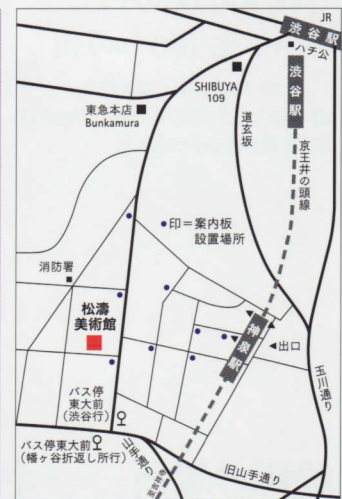 JR
渋谷駅
ハチ公
渋谷駅
SHIBUYA
109
東急本店
Bunkamura
道玄坂
京王井の頭線
印＝案内板
設置場所
消防署
松濤
美術館
神泉駅
出口
バス停
東大前
(渋谷行)
玉川通り
バス停東大前
(幡ヶ谷折返し所行)
山手通り
旧山手通り
至吉祥寺